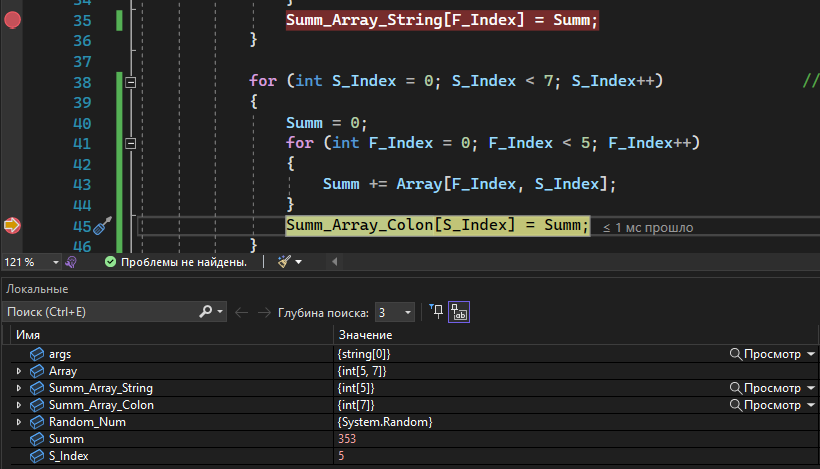 34 }
35 Summ_Array_String[F_Index] = Summ;
36 }
37
38 for (int S_Index = 0; S_Index < 7; S_Index++) //
39 {
40 Summ = 0;
41 for (int F_Index = 0; F_Index < 5; F_Index++)
42 {
43 Summ += Array[F_Index, S_Index];
44 }
45 Summ_Array_Colon[S_Index] = Summ; ≤ 1 мс прошло
46 }
121 % Проблемы не найдены.
Локальные
Поиск (Ctrl+E) Глубина поиска: 3
Имя Значение
args {string[0]} Просмотр
Array {int[5, 7]}
Summ_Array_String {int[5]} Просмотр
Summ_Array_Colon {int[7]} Просмотр
Random_Num {System.Random}
Summ 353
S_Index 5